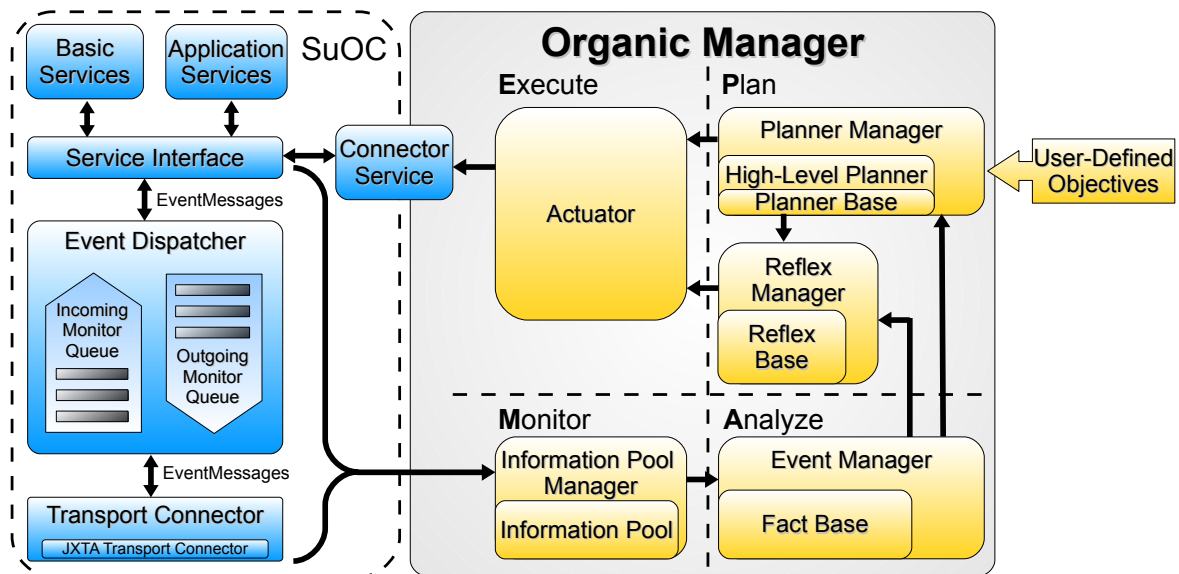 Basic
Services
Application
Services
SuOC
Service Interface
EventMessages
Event Dispatcher
Incoming
Monitor
Queue
Outgoing
Monitor
Queue
EventMessages
Transport Connector
JXTA Transport Connector
Connector
Service
Organic Manager
Execute
Plan
Actuator
Planner Manager
High-Level Planner
Planner Base
User-Defined
Objectives
Reflex
Manager
Reflex
Base
Monitor
Analyze
Information Pool
Manager
Information Pool
Event Manager
Fact Base